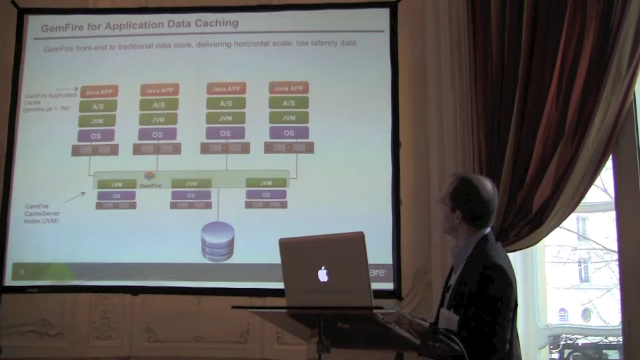 GemFire for Application Data Caching
GemFire front-end to traditional data store, delivering horizontal scale, low latency data
Java APP Java APP Java APP Java APP
GemFire Application
Cache
A/S A/S A/S A/S
JVM JVM JVM JVM
OS OS OS OS
JVM JVM JVM
GemFire
OS OS OS
GemFire
CacheServer
nodes (JVM)